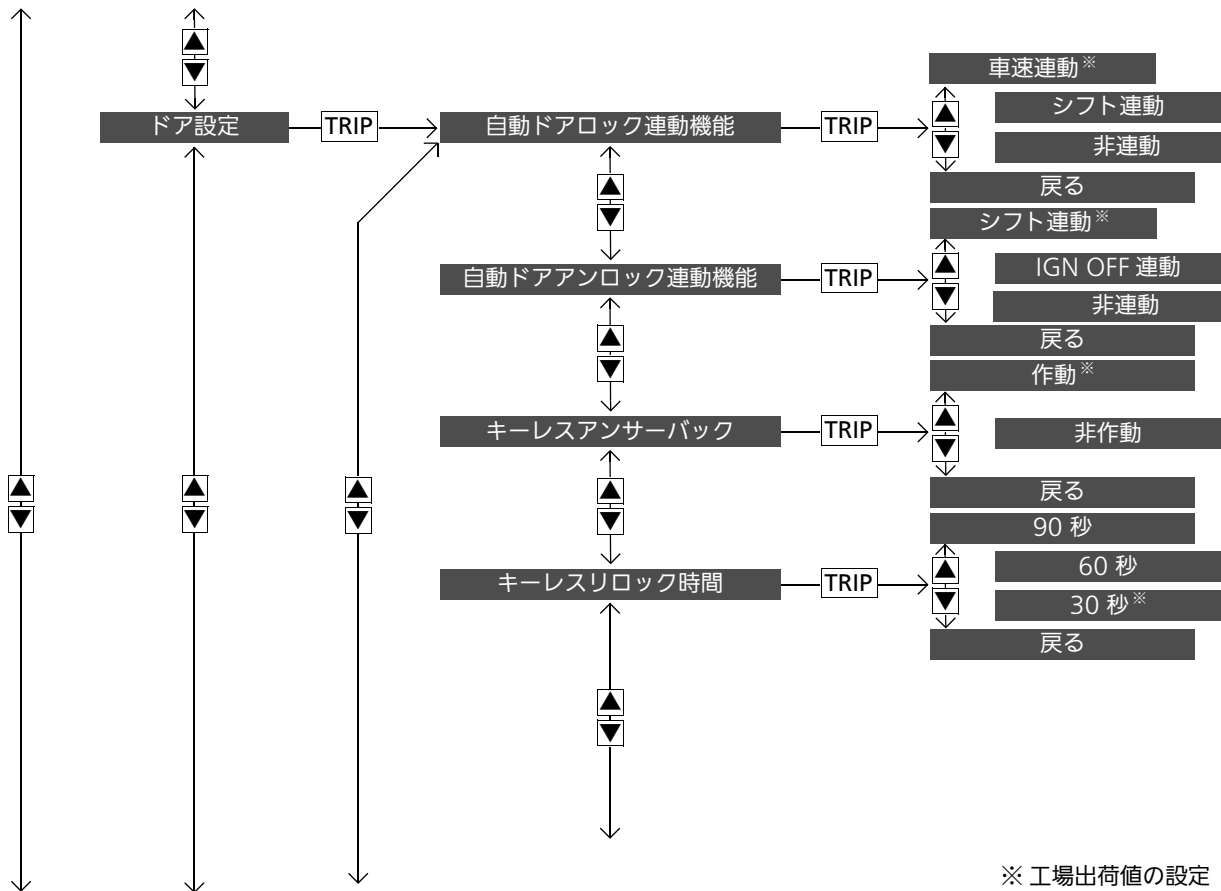 車速連動※
ドア設定 TRIP 自動ドアロック連動機能 TRIP ▲ シフト連動
▼ 非連動
戻る
シフト連動※
自動ドアアンロック連動機能 TRIP ▲ IGN OFF 連動
▼ 非連動
戻る
作動※
キーレスアンサーバック TRIP ▲ 非作動
▼
戻る
90 秒
キーレスリロック時間 TRIP ▲ 60 秒
▼ 30 秒※
戻る
※ 工場出荷値の設定